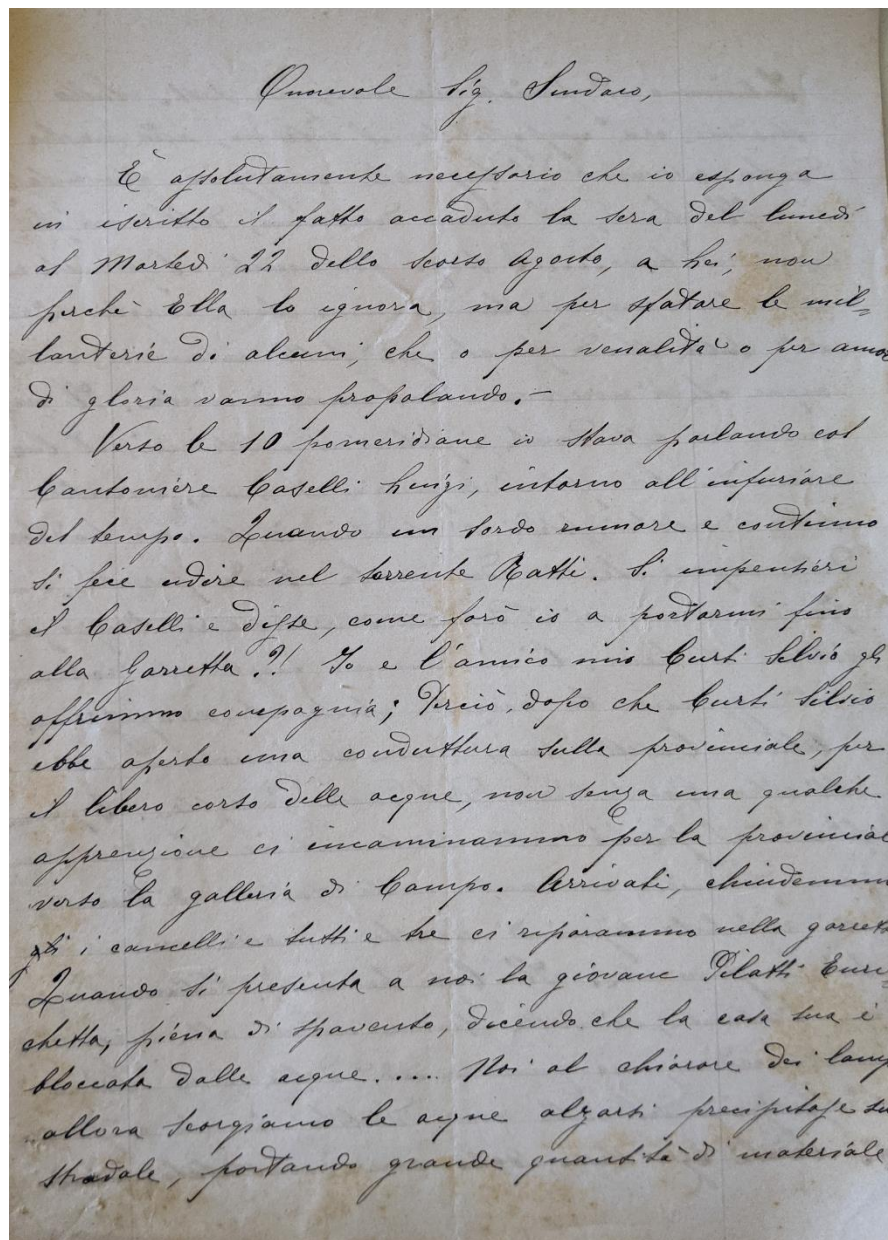 Onorevole Sig. Sindaco,
È assolutamente necessario che io esponga
in iscritto il fatto accaduto la sera del lunedì
al Martedì 22 dello scorso Agosto, a Lei, non
perchè Ella lo ignora, ma per sfatare le mil=
lanterie di alcuni, che o per venalità o per amor
di gloria vanno propalando.-
Verso le 10 pomeridiane io stava parlando col
Cantoniere Caselli Luigi, intorno all'infuriare
del tempo. Quando un sordo rumore e continuo
si fece udire nel torrente Ratti. Si impensierì
il Caselli e disse, come farò io a portarmi fino
alla Garretta?! Io e l'amico mio Curti Silvio gli
offrimmo compagnia; Perciò, dopo che Curti Silvio
ebbe aperto una conduttura sulla provinciale, per
il libero corso delle acque, non senza una qualche
apprenzione ci incaminammo per la provincial
verso la galleria di Campo. Arrivati, chiudemmo
i cancelli e tutti e tre ci riparammo nella garett
Quando si presenta a noi la giovane Pilatti Enri=
chetta, piena di spavento, dicendo che la casa sua è
bloccata dalle acque.... Noi al chiarore dei lamp
allora scorgiamo le acque alzarsi precipitose su
stradale, portando grande quantità di materiale